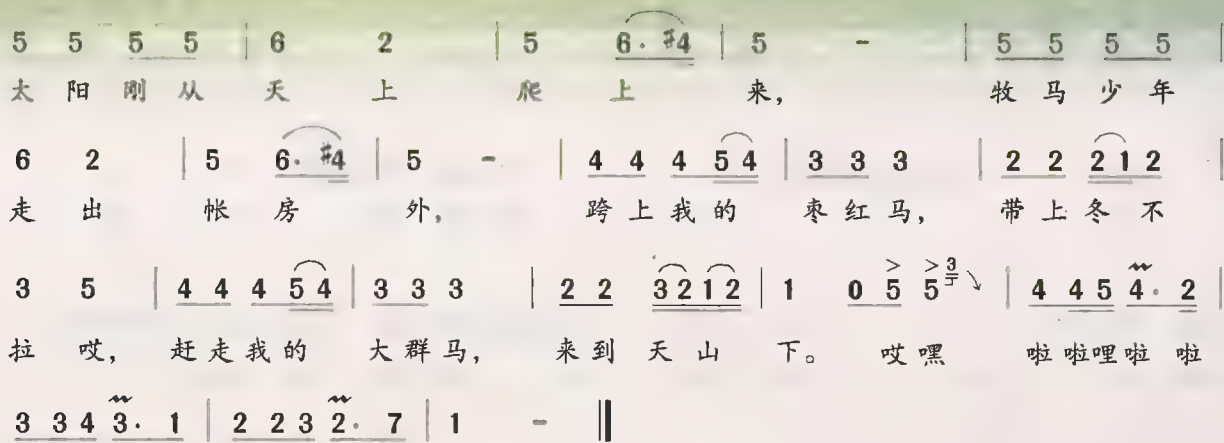 5 5 5 5 | 6 2 | 5 6· #4 | 5 - | 5 5 5 5 |
太 阳 刚 从 天 上 爬 上 来, 牧 马 少 年
6 2 | 5 6· #4 | 5 - | 4 4 4 5 4 | 3 3 3 | 2 2 2 1 2 |
走 出 帐 房 外, 跨 上 我 的 枣 红 马, 带 上 冬 不
3 5 | 4 4 4 5 4 | 3 3 3 | 2 2 3 2 1 2 | 1 0 5 5 3 | 4 4 5 4· 2 |
拉 哎, 赶 走 我 的 大 群 马, 来 到 天 山 下。 哎 嘿 啦 啦 哩 啦 啦
3 3 4 3· 1 | 2 2 3 2· 7 | 1 - ‖